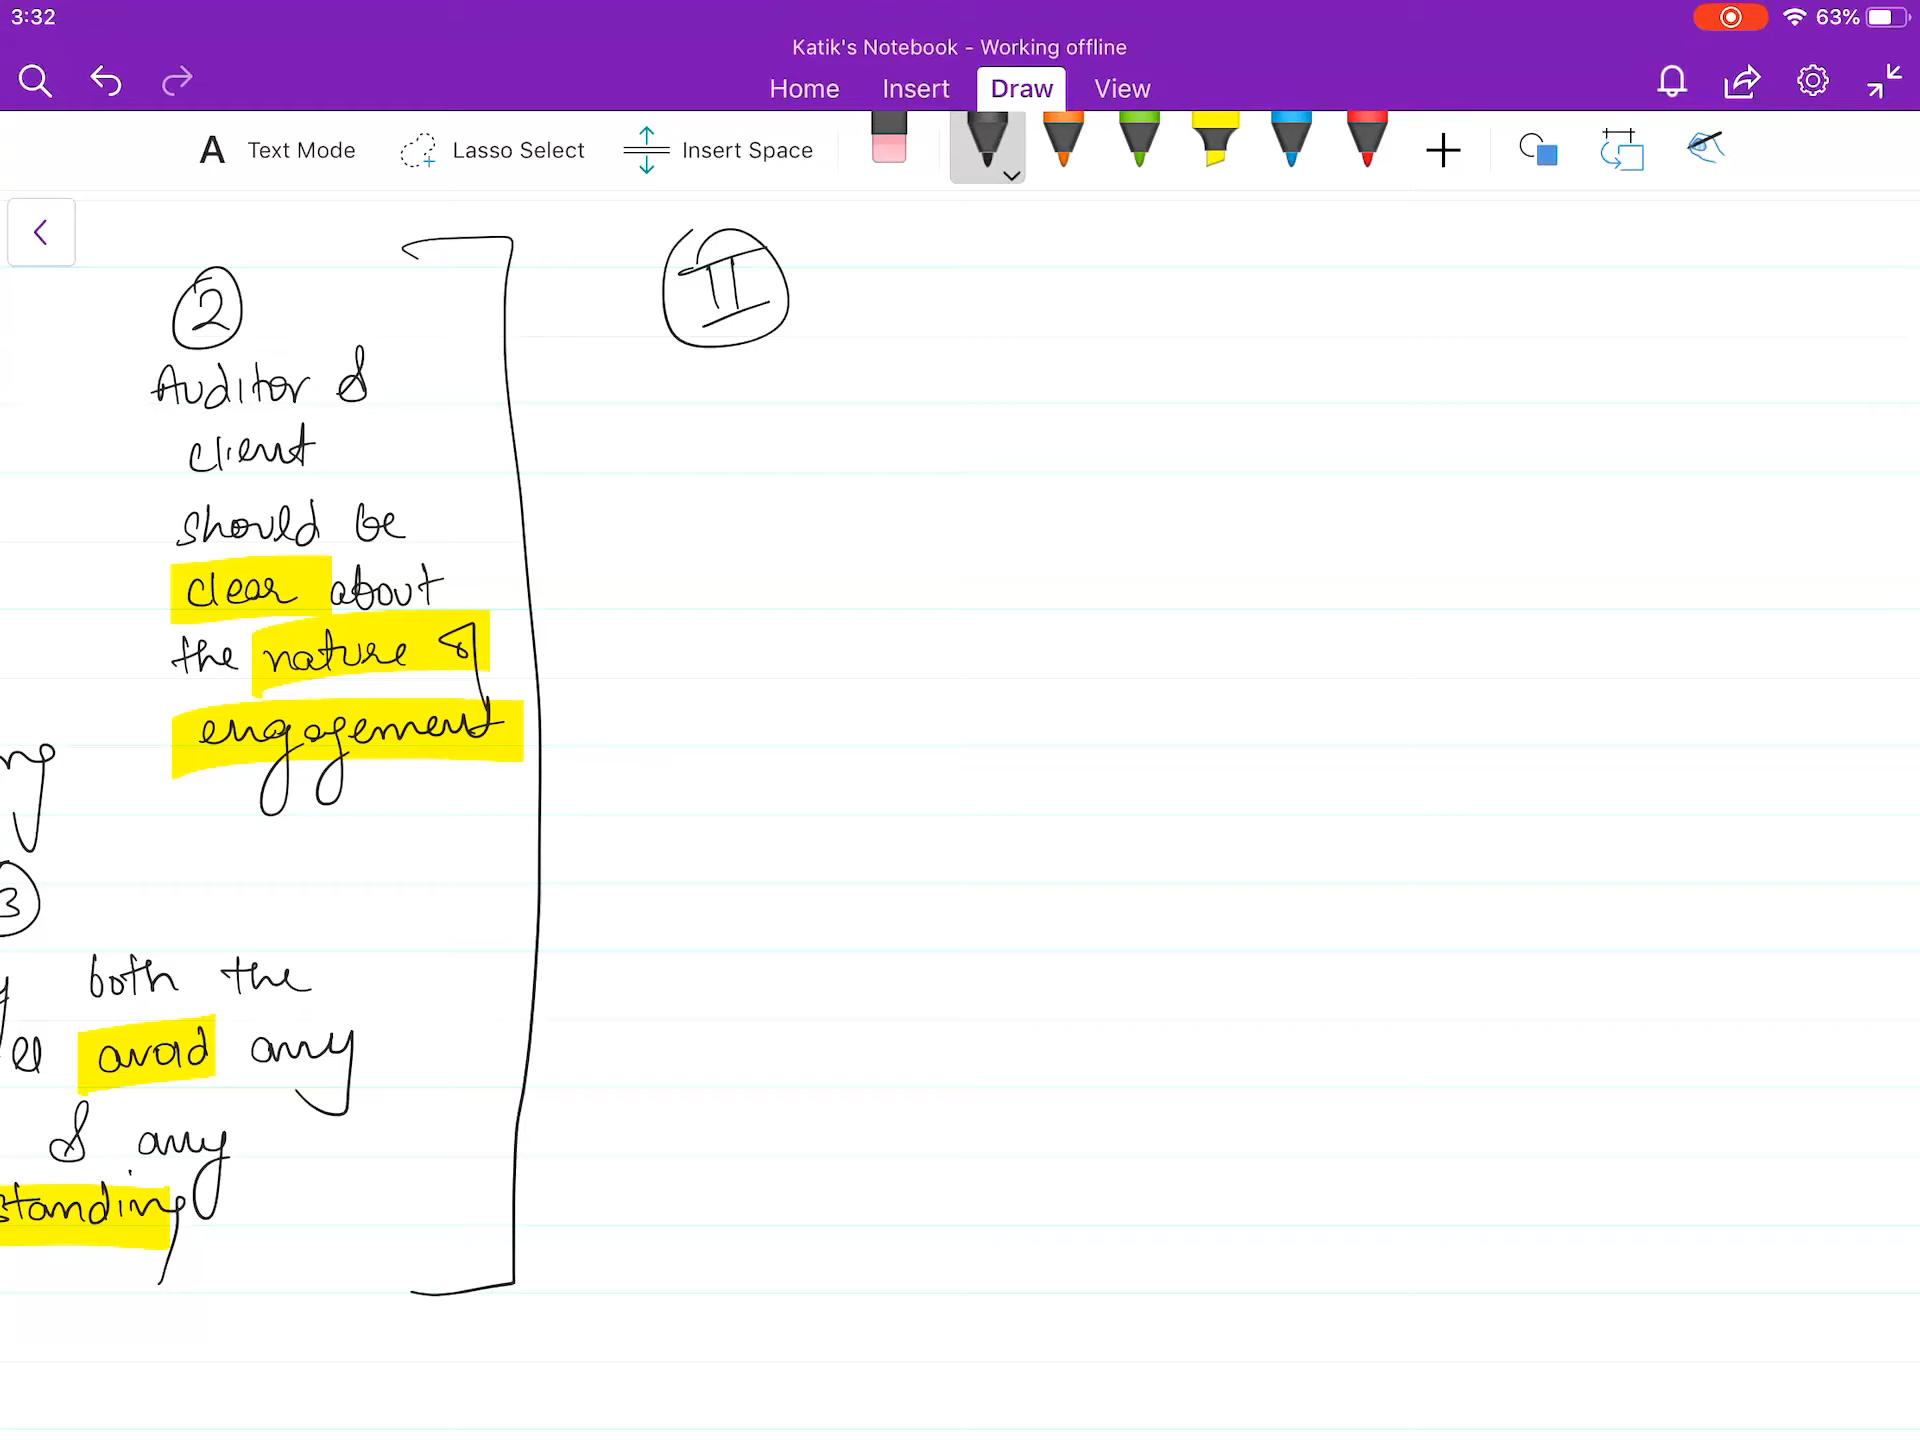 3:32
63%
Katik's Notebook - Working offline
Home Insert Draw View
Text Mode Lasso Select Insert Space
2 II
Auditor &
client
should be
clear about
the nature of
engagement
ng
3
y both the
avoid any
& any
standing